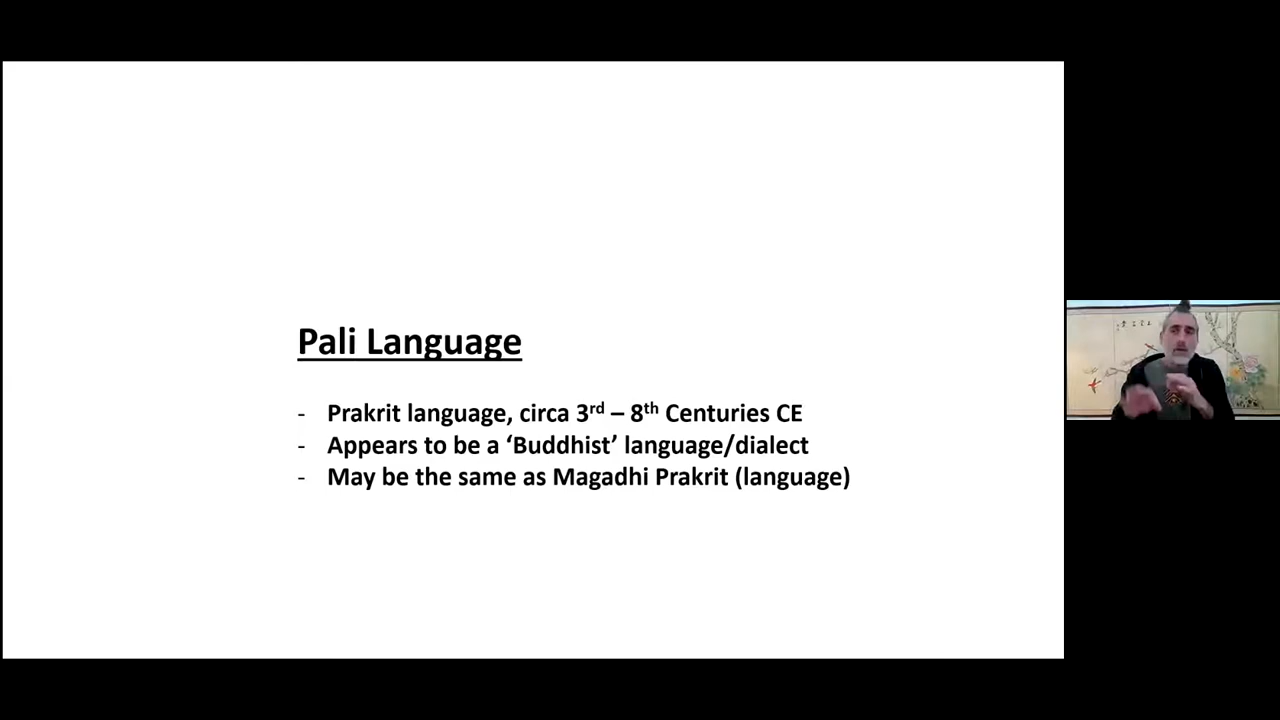 Pali Language
- Prakrit language, circa 3rd – 8th Centuries CE
- Appears to be a ‘Buddhist’ language/dialect
- May be the same as Magadhi Prakrit (language)